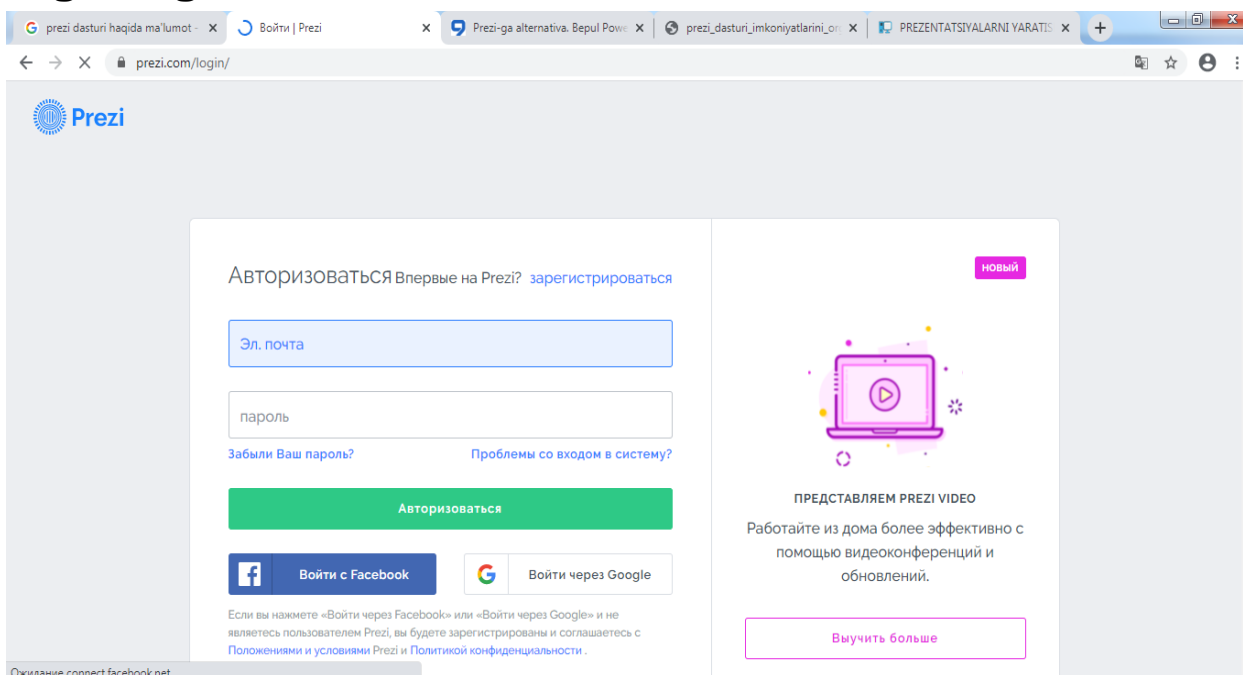 prezi dasturi haqida ma'lumot -
Войти | Prezi
Prezi-ga alternativa. Bepul Powe
prezi_dasturi_imkoniyatlarini_or
PREZENTATSIYALARNI YARATIS
prezi.com/login/
Prezi
Авторизоваться Впервые на Prezi? зарегистрироваться
Эл. почта
пароль
Забыли Ваш пароль? Проблемы со входом в систему?
Авторизоваться
Войти с Facebook
Войти через Google
Если вы нажмете «Войти через Facebook» или «Войти через Google» и не
являетесь пользователем Prezi, вы будете зарегистрированы и соглашаетесь с
Положениями и условиями Prezi и Политикой конфиденциальности .
новый
ПРЕДСТАВЛЯЕМ PREZI VIDEO
Работайте из дома более эффективно с
помощью видеоконференций и
обновлений.
Выучить больше
Ожидание connect.facebook.net